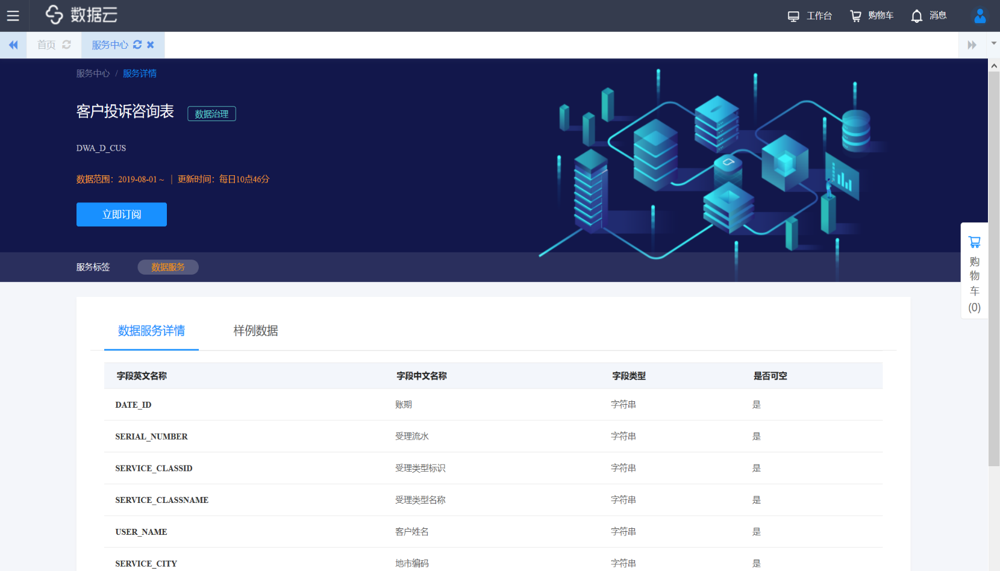 数据云 工作台 购物车 消息
首页 服务中心
服务中心 / 服务详情
客户投诉咨询表 数据治理
DWA_D_CUS
数据范围：2019-08-01 ~ ｜ 更新时间：每日10点46分
立即订阅
服务标签 数据服务
购
物
车
(0)
数据服务详情 样例数据
字段英文名称 字段中文名称 字段类型 是否可空
DATE_ID 账期 字符串 是
SERIAL_NUMBER 受理流水 字符串 是
SERVICE_CLASSID 受理类型标识 字符串 是
SERVICE_CLASSNAME 受理类型名称 字符串 是
USER_NAME 客户姓名 字符串 是
SERVICE_CITY 地市编码 字符串 是